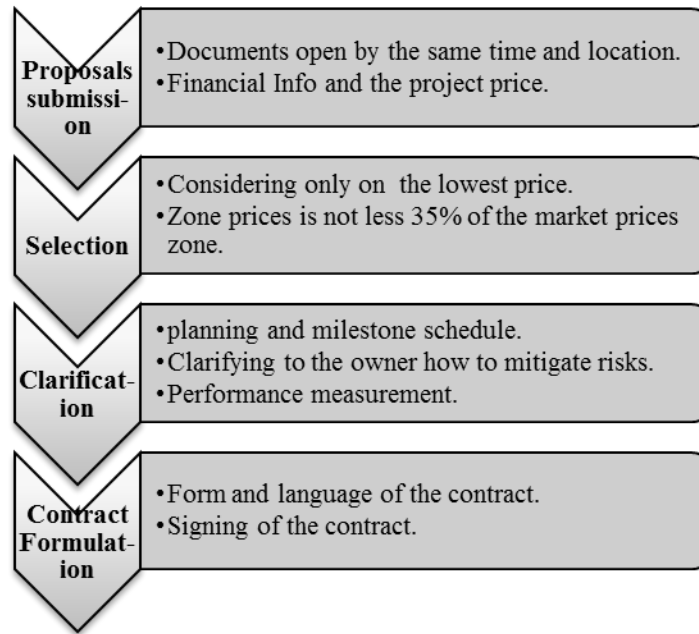 Proposals
submissi-
on
•Documents open by the same time and location.
•Financial Info and the project price.
Selection
•Considering only on the lowest price.
•Zone prices is not less 35% of the market prices
zone.
Clarificat-
ion
•planning and milestone schedule.
•Clarifying to the owner how to mitigate risks.
•Performance measurement.
Contract
Formulat-
ion
•Form and language of the contract.
•Signing of the contract.